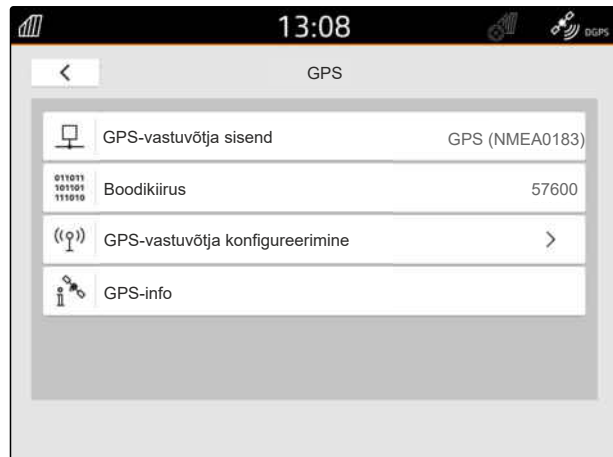 13:08
DGPS
GPS
GPS-vastuvõtja sisend GPS (NMEA0183)
011011
101101
111010
Boodikiirus 57600
GPS-vastuvõtja konfigureerimine
GPS-info